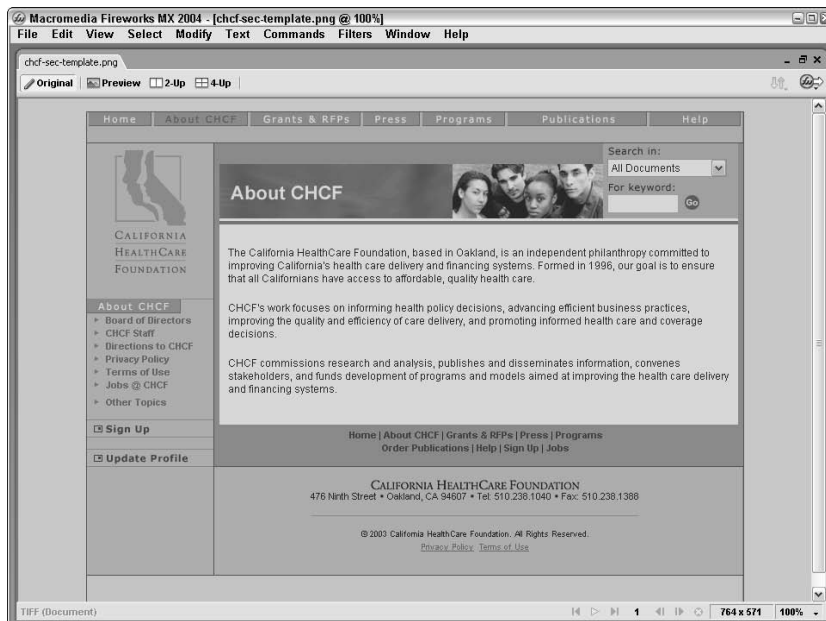 Macromedia Fireworks MX 2004 - [chcf-sec-template.png @ 100%]
File Edit View Select Modify Text Commands Filters Window Help
chcf-sec-template.png
Original Preview 2-Up 4-Up
Home About CHCF Grants & RFPs Press Programs Publications Help
Search in:
All Documents
For keyword:
Go
About CHCF
CALIFORNIA
HEALTHCARE
FOUNDATION
About CHCF
Board of Directors
CHCF Staff
Directions to CHCF
Privacy Policy
Terms of Use
Jobs @ CHCF
Other Topics
Sign Up
Update Profile
The California HealthCare Foundation, based in Oakland, is an independent philanthropy committed to
improving California's health care delivery and financing systems. Formed in 1996, our goal is to ensure
that all Californians have access to affordable, quality health care.
CHCF's work focuses on informing health policy decisions, advancing efficient business practices,
improving the quality and efficiency of care delivery, and promoting informed health care and coverage
decisions.
CHCF commissions research and analysis, publishes and disseminates information, convenes
stakeholders, and funds development of programs and models aimed at improving the health care delivery
and financing systems.
Home | About CHCF | Grants & RFPs | Press | Programs
Order Publications | Help | Sign Up | Jobs
CALIFORNIA HEALTHCARE FOUNDATION
476 Ninth Street • Oakland, CA 94607 • Tel: 510.238.1040 • Fax: 510.238.1388
© 2003 California HealthCare Foundation. All Rights Reserved.
Privacy Policy Terms of Use
TIFF (Document) 1 764 x 571 100%